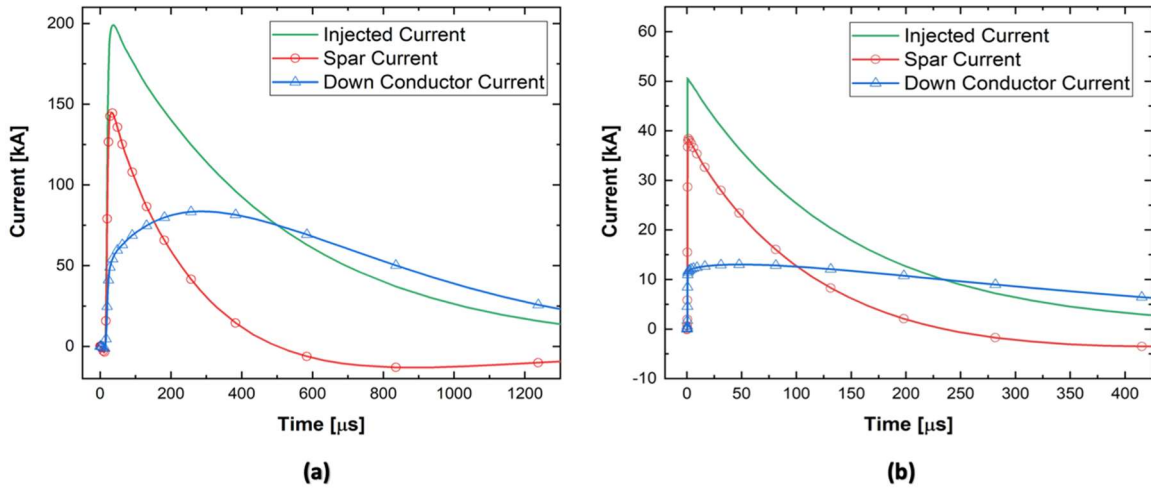 Injected Current
Spar Current
Down Conductor Current
Current [kA]
200
150
100
50
0
0 200 400 600 800 1000 1200
Time [μs]
(a)
Injected Current
Spar Current
Down Conductor Current
Current [kA]
60
50
40
30
20
10
0
-10
0 50 100 150 200 250 300 350 400
Time [μs]
(b)